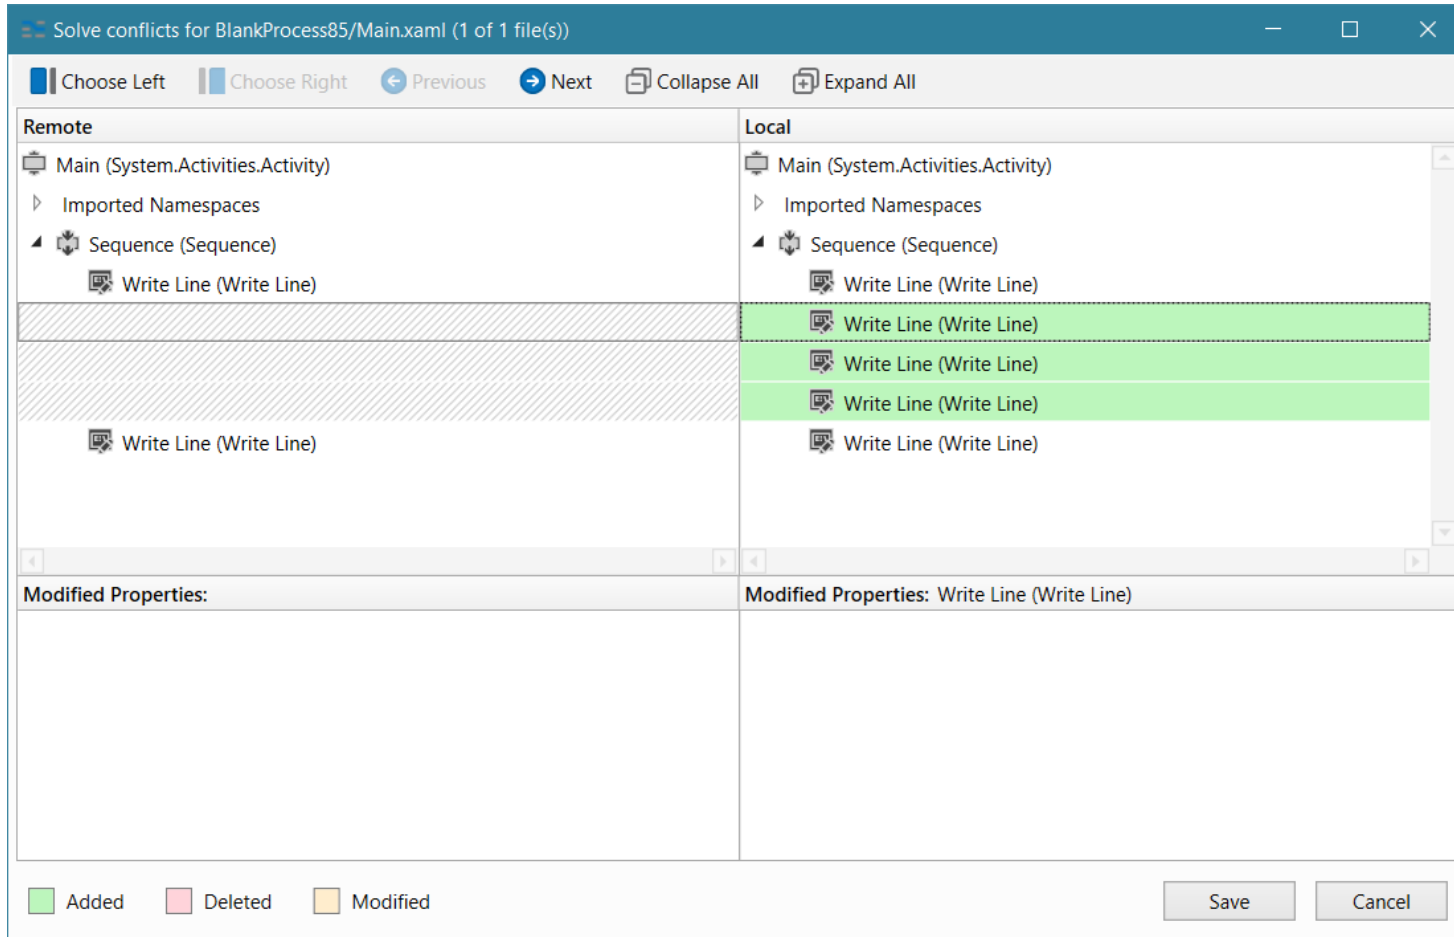 Solve conflicts for BlankProcess85/Main.xaml (1 of 1 file(s))
Choose Left Choose Right Previous Next Collapse All Expand All
Remote Local
Main (System.Activities.Activity) Main (System.Activities.Activity)
Imported Namespaces Imported Namespaces
Sequence (Sequence) Sequence (Sequence)
Write Line (Write Line) Write Line (Write Line)
Write Line (Write Line)
Write Line (Write Line)
Write Line (Write Line)
Write Line (Write Line) Write Line (Write Line)
Modified Properties: Modified Properties: Write Line (Write Line)
Added Deleted Modified Save Cancel